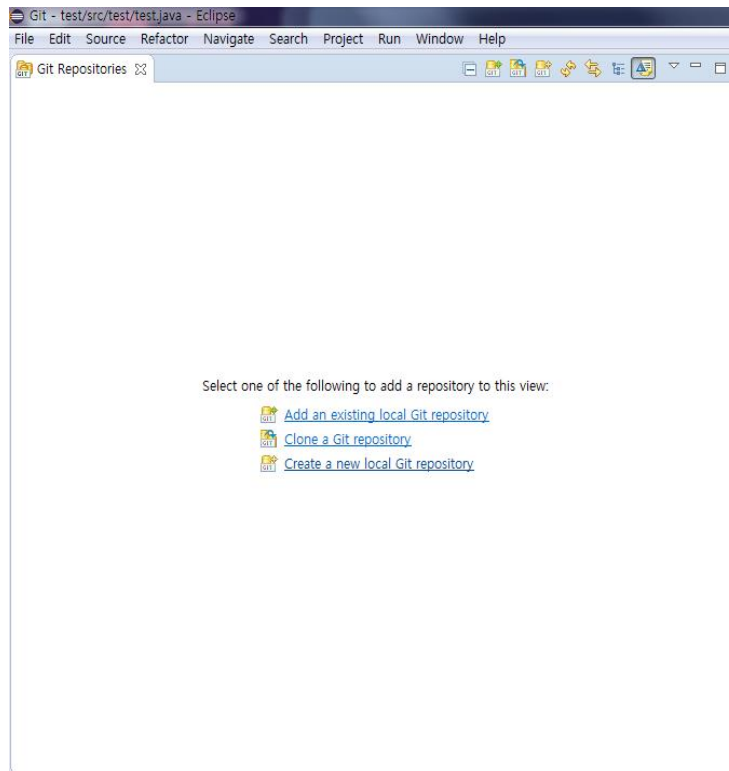 Git - test/src/test/test.java - Eclipse
File Edit Source Refactor Navigate Search Project Run Window Help
Git Repositories
Select one of the following to add a repository to this view:
Add an existing local Git repository
Clone a Git repository
Create a new local Git repository